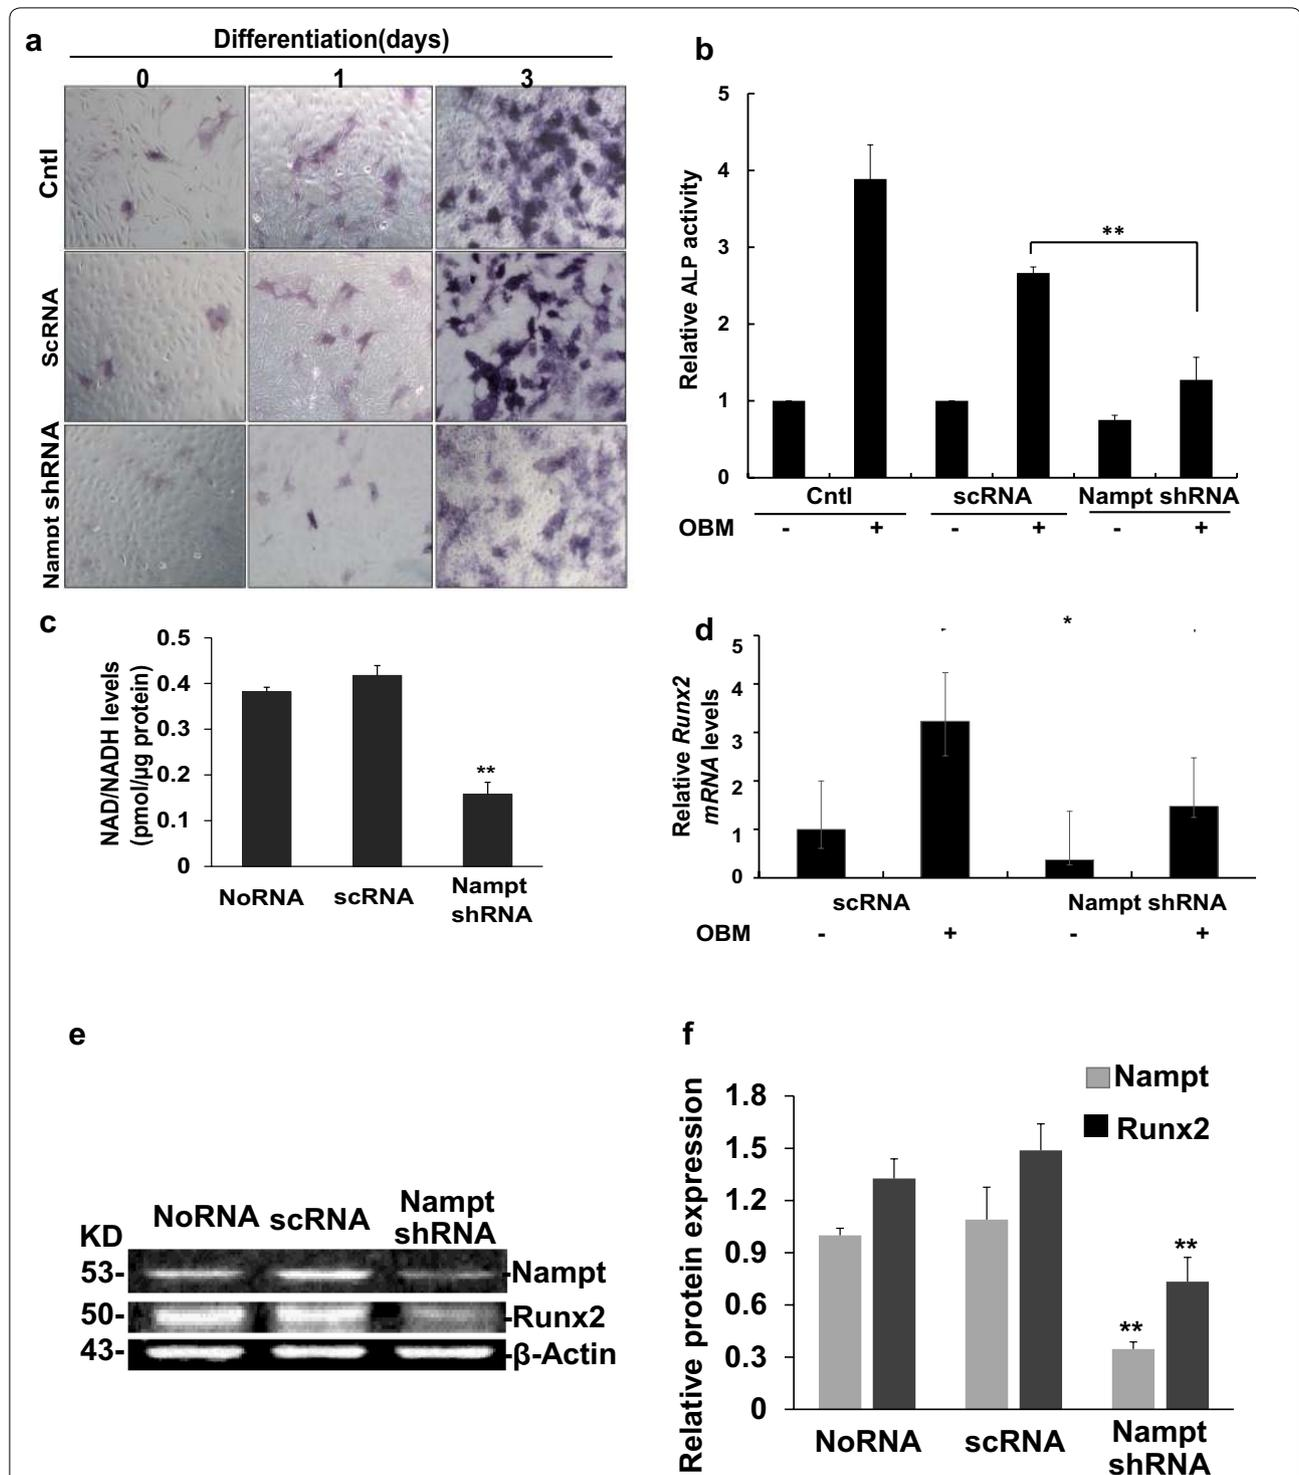 a
Differentiation(days)
0 1 3
Cntl
ScRNA
Nampt shRNA
b
Relative ALP activity
5
4
3
2
1
0
**
Cntl scRNA Nampt shRNA
OBM - + - + - +
c
NAD/NADH levels
(pmol/µg protein)
0.5
0.4
0.3
0.2
0.1
0
**
NoRNA scRNA Nampt
shRNA
d
Relative Runx2
mRNA levels
5
4
3
2
1
0
*
scRNA Nampt shRNA
OBM - + - +
e
NoRNA scRNA Nampt
shRNA
KD
53- -Nampt
50- -Runx2
43- -β-Actin
f
Relative protein expression
Nampt
Runx2
1.8
1.5
1.2
0.9
0.6
0.3
0
** **
NoRNA scRNA Nampt
shRNA